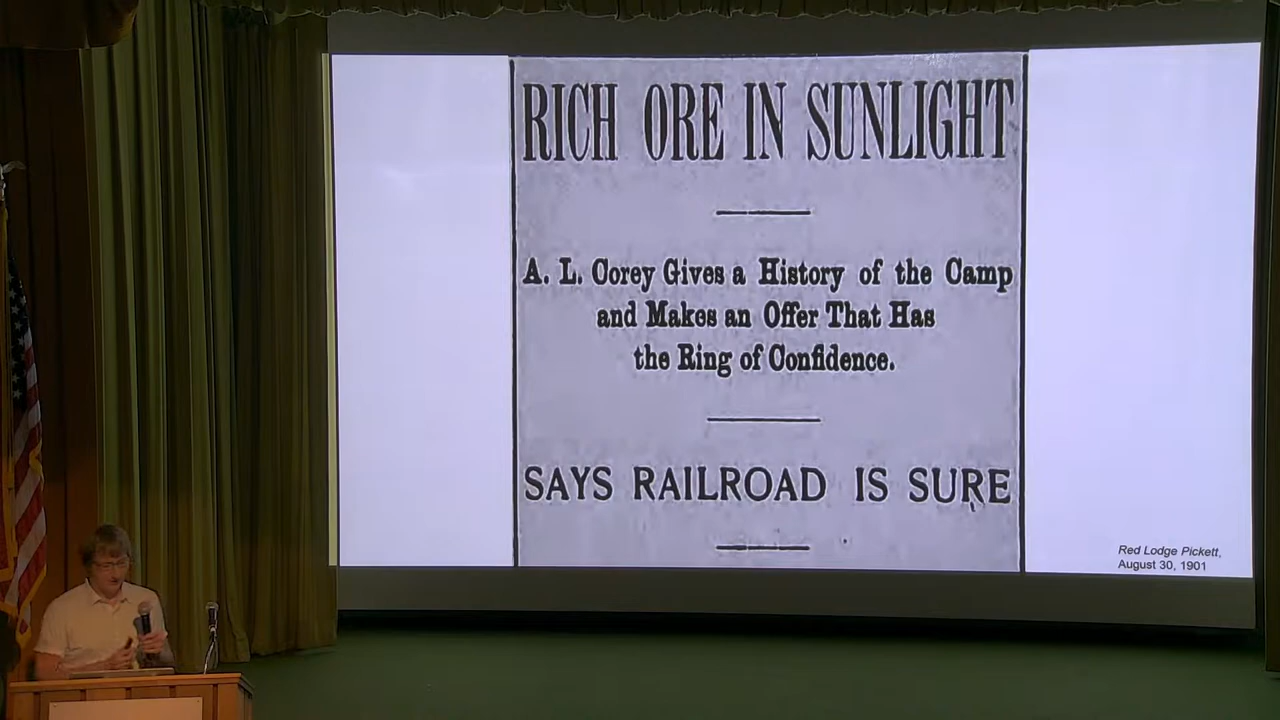 RICH ORE IN SUNLIGHT
A. L. Corey Gives a History of the Camp
and Makes an Offer That Has
the Ring of Confidence.
SAYS RAILROAD IS SURE
Red Lodge Pickett,
August 30, 1901